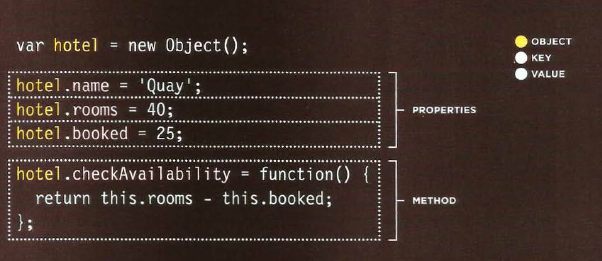 var hotel = new Object();
OBJECT
KEY
VALUE
hotel.name = 'Quay';
hotel.rooms = 40;
hotel.booked = 25;
PROPERTIES
hotel.checkAvailability = function() {
return this.rooms - this.booked;
};
METHOD